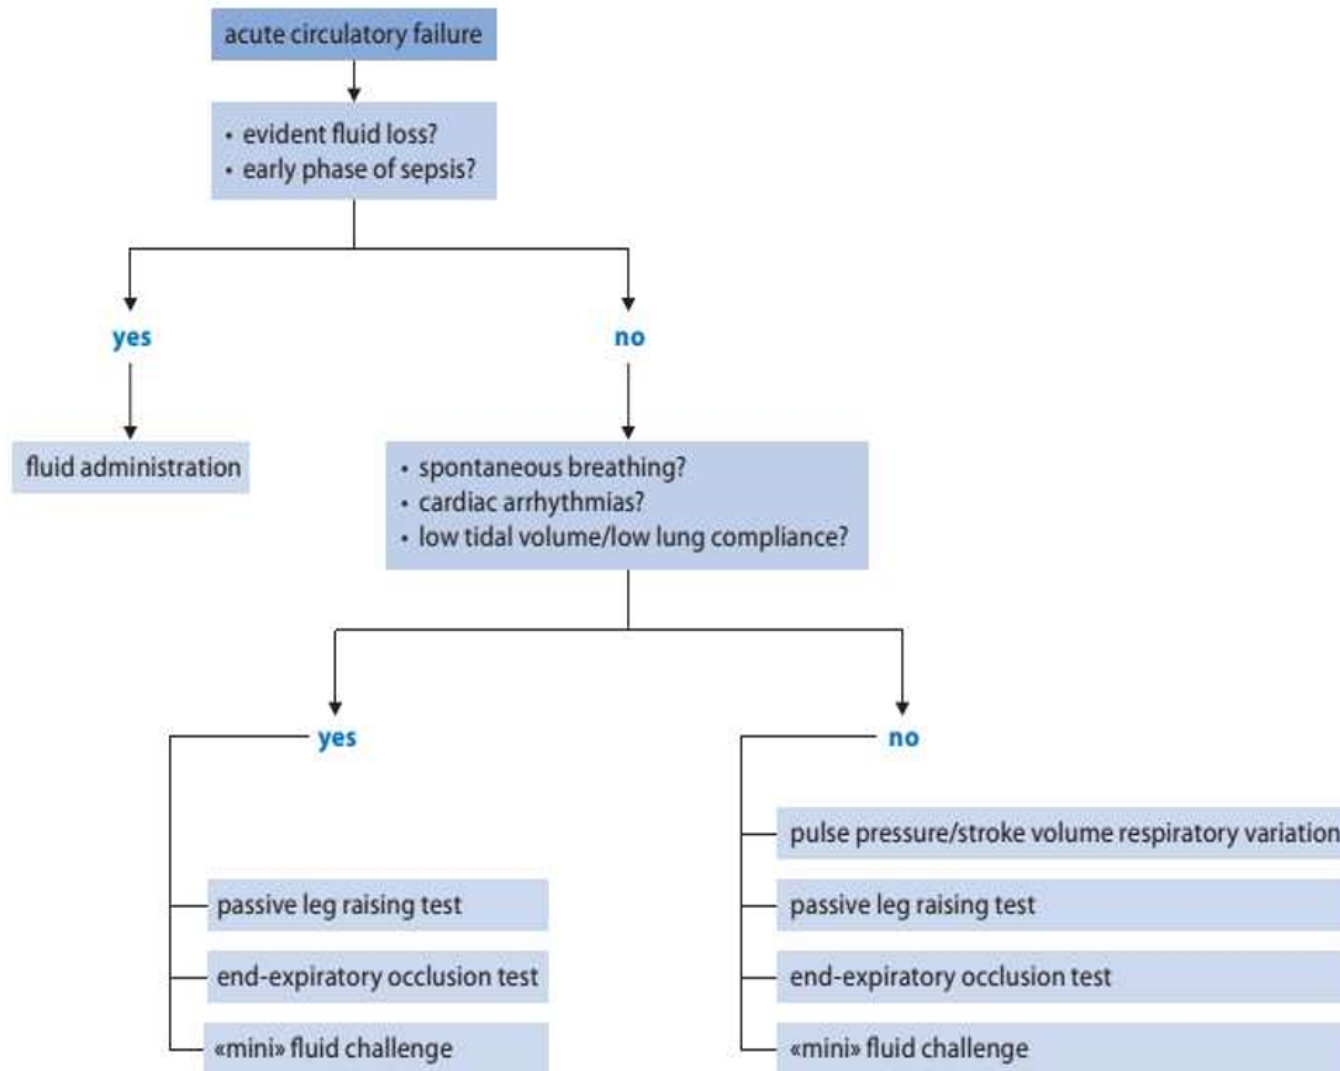 acute circulatory failure
• evident fluid loss?
• early phase of sepsis?
yes
no
fluid administration
• spontaneous breathing?
• cardiac arrhythmias?
• low tidal volume/low lung compliance?
yes
no
pulse pressure/stroke volume respiratory variation
passive leg raising test
passive leg raising test
end-expiratory occlusion test
end-expiratory occlusion test
«mini» fluid challenge
«mini» fluid challenge